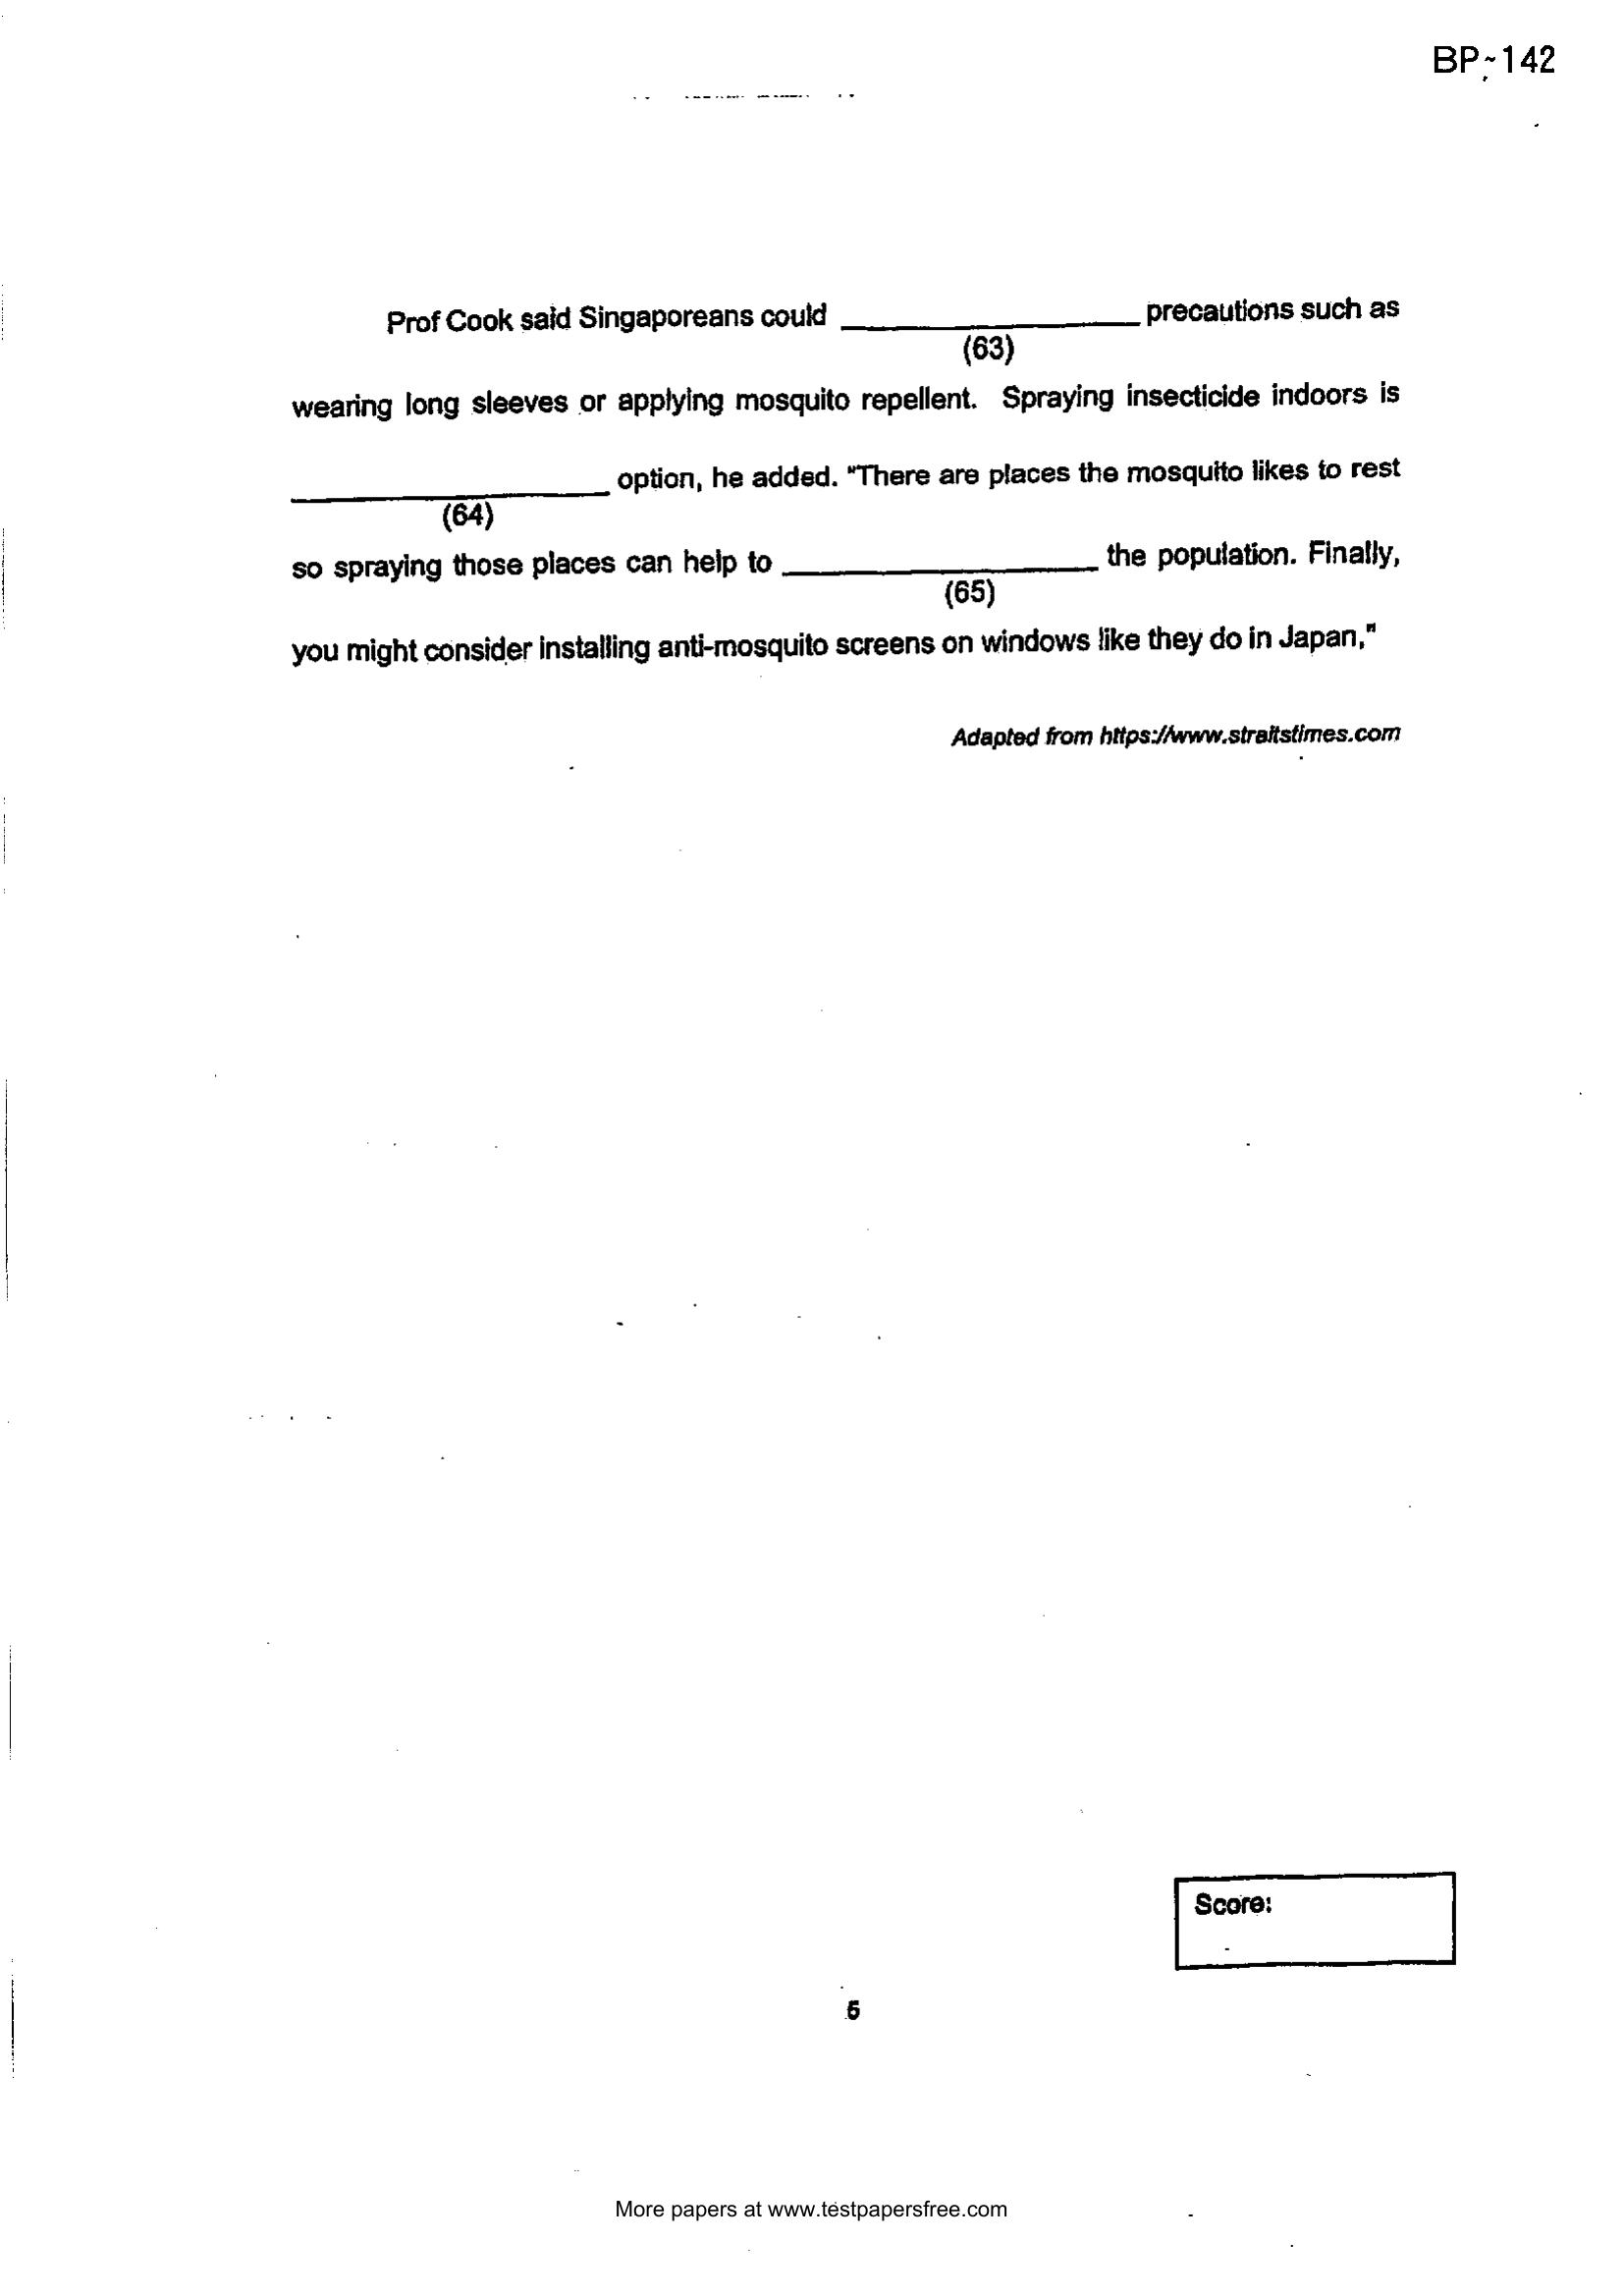 BP-142
Prof Cook said Singaporeans could ____________ precautions such as
(63)
wearing long sleeves or applying mosquito repellent. Spraying insecticide indoors is
____________ option, he added. "There are places the mosquito likes to rest
(64)
so spraying those places can help to ____________ the population. Finally,
(65)
you might consider installing anti-mosquito screens on windows like they do in Japan,"
Adapted from https://www.straitstimes.com
Score:
5
More papers at www.testpapersfree.com